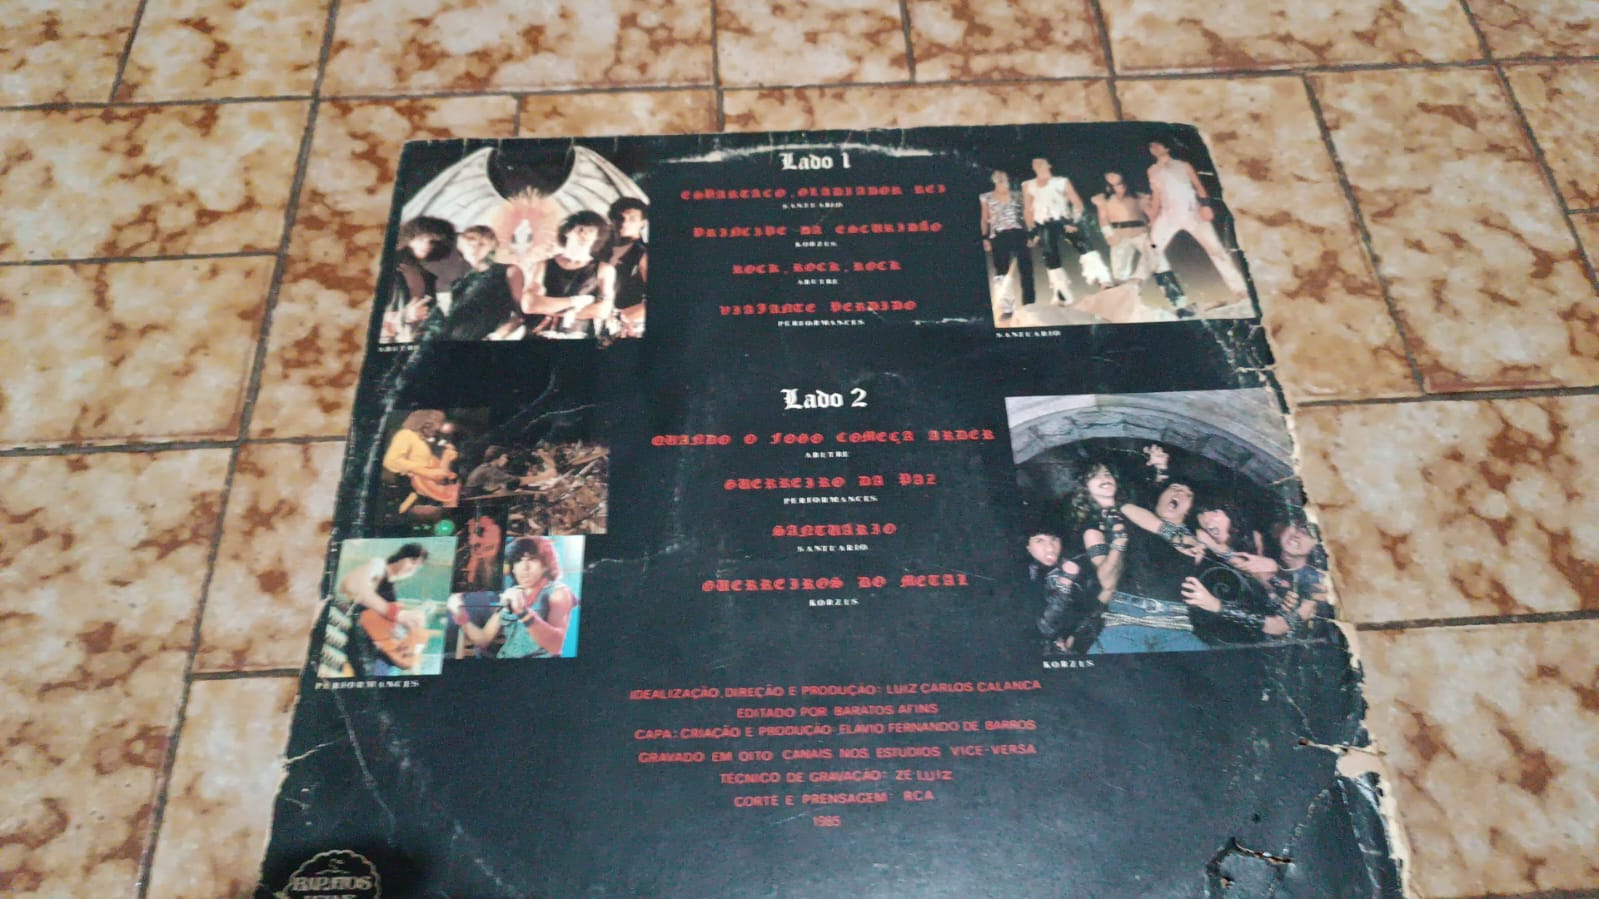 Lado 1
ESPARTACO, GLADIADOR REI
SANTUARIO
PRINCIPE DA ESCURIDÃO
KORZUS
ROCK, ROCK, ROCK
ABUTRE
VIAJANTE PERDIDO
PERFORMANCES
ABUTRE
SANTUARIO
Lado 2
QUANDO O FOGO COMEÇA ARDER
ABUTRE
GUERREIRO DA PAZ
PERFORMANCES
SANTUÁRIO
SANTUARIO
GUERREIROS DO METAL
KORZUS
PERFORMANCES
KORZUS
IDEALIZAÇÃO, DIREÇÃO E PRODUÇÃO: LUIZ CARLOS CALANCA
EDITADO POR BARATOS AFINS
CAPA: CRIAÇÃO E PRODUÇÃO FLAVIO FERNANDO DE BARROS
GRAVADO EM OITO CANAIS NOS ESTUDIOS VICE-VERSA
TÉCNICO DE GRAVAÇÃO: ZÉ LUIZ
CORTE E PRENSAGEM: RCA
1985
BARATOS